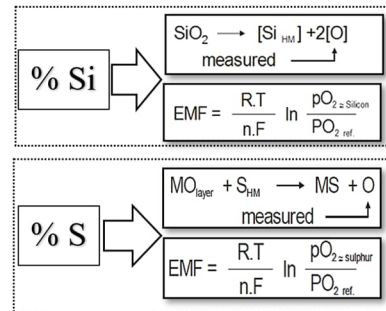 % Si
SiO₂ → [Si HM] +2[O]
measured
EMF = R.T / n.F ln pO₂ ≥ Silicon / PO₂ ref.
% S
MOlayer + SHM → MS + O
measured
EMF = R.T / n.F ln pO₂ ≥ sulphur / PO₂ ref.